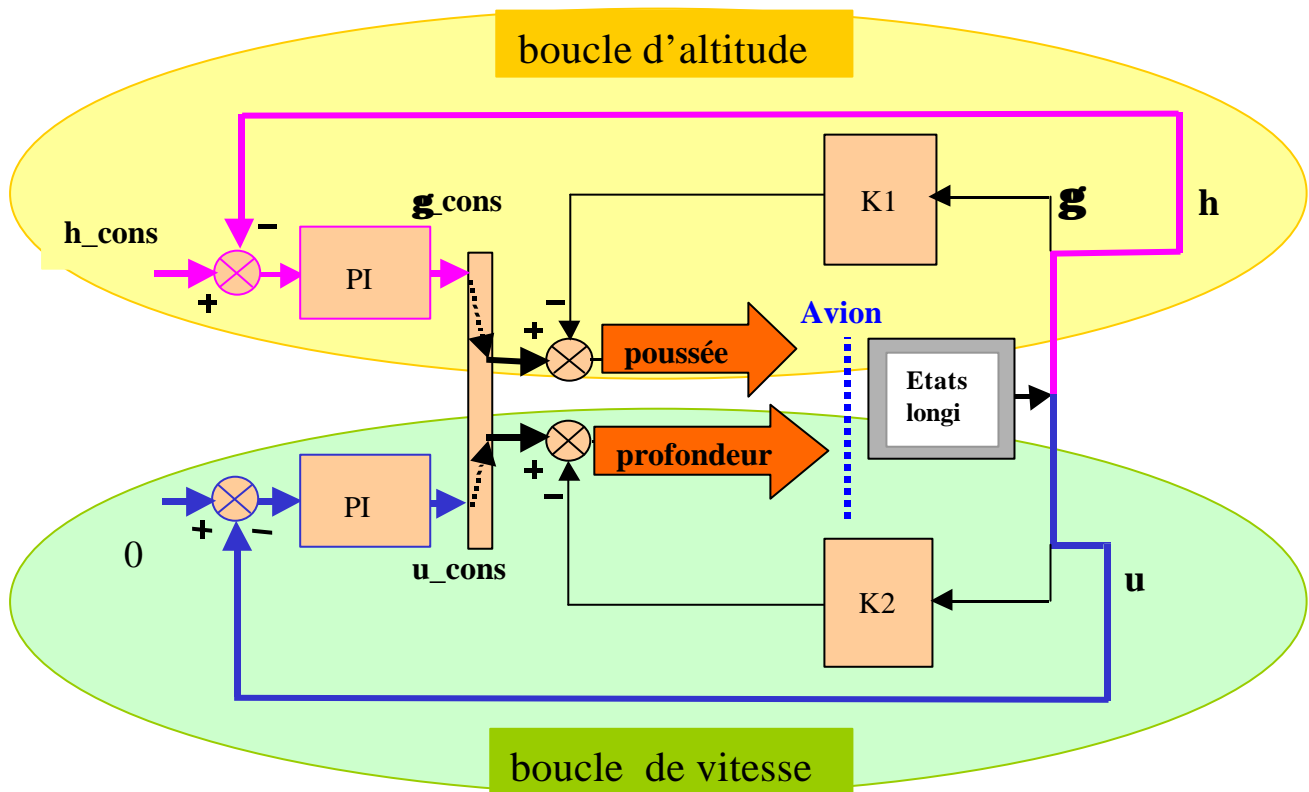 boucle d’altitude
K1
g
h
g_cons
h_cons
−
+
PI
−
+
Avion
poussée
Etats
longi
profondeur
+
−
PI
+
−
0
u_cons
K2
u
boucle de vitesse